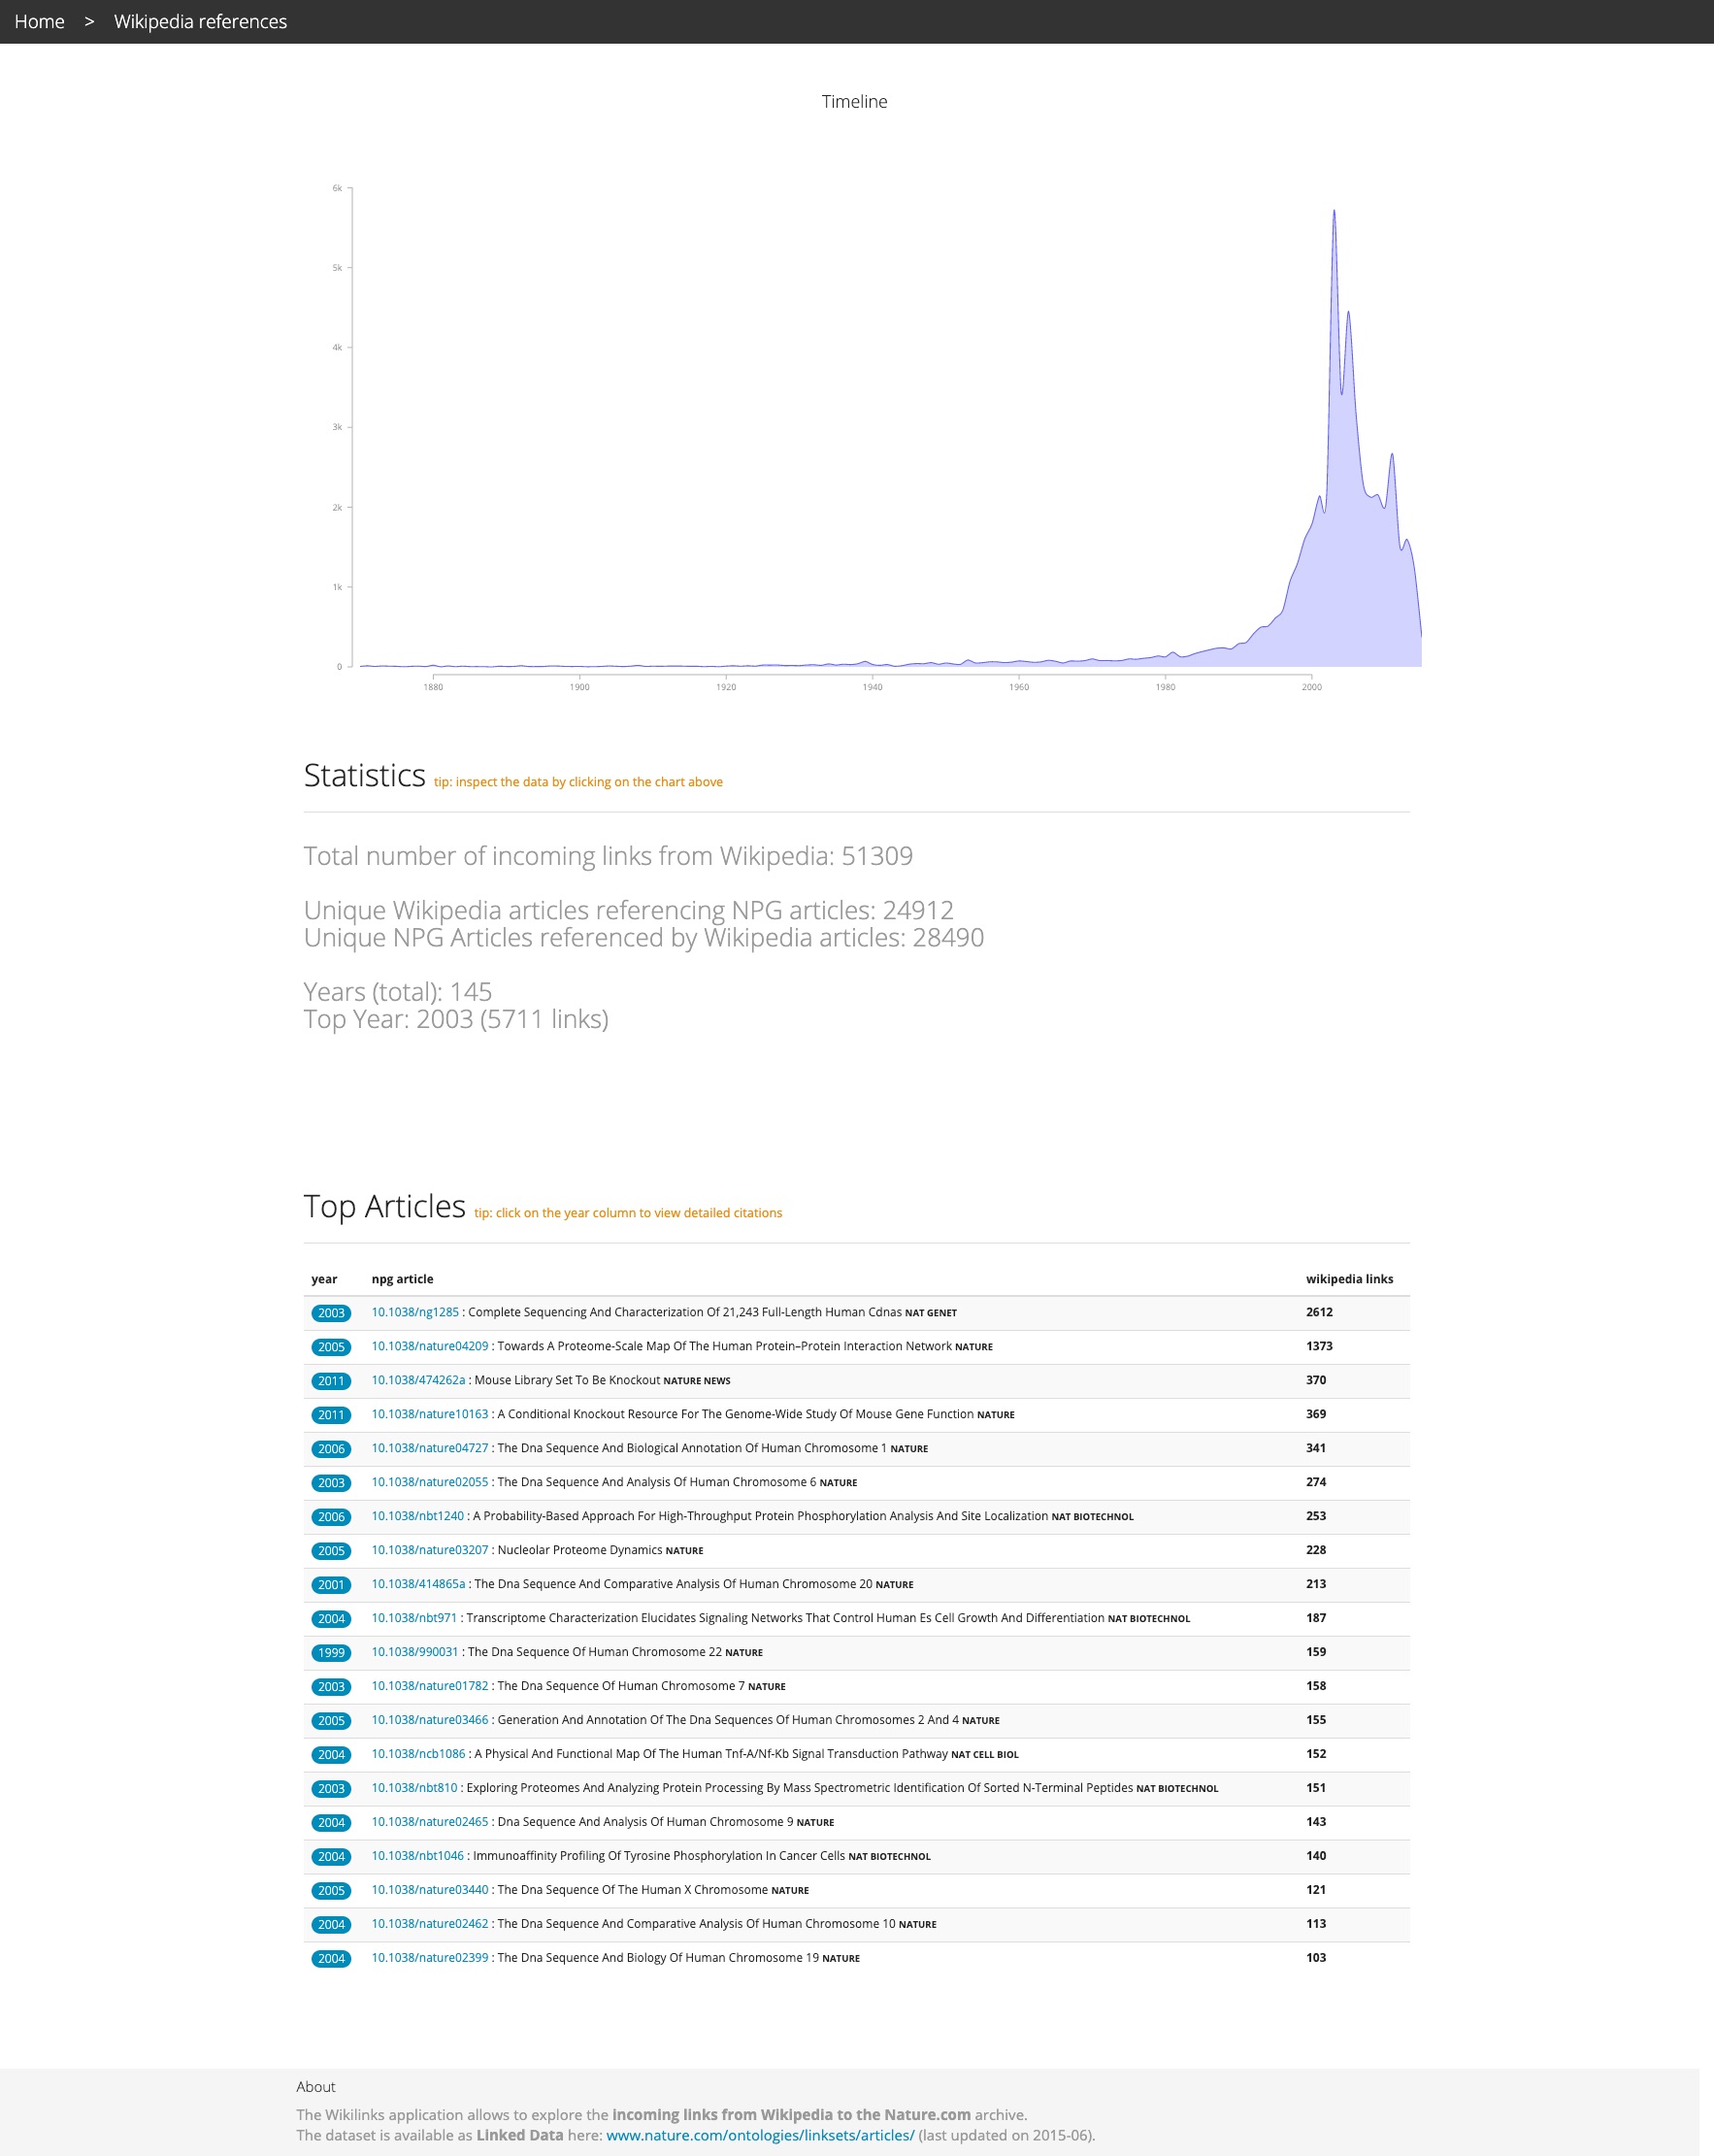 Home > Wikipedia references
Timeline
6k
5k
4k
3k
2k
1k
0
1880 1900 1920 1940 1960 1980 2000
Statistics tip: inspect the data by clicking on the chart above
Total number of incoming links from Wikipedia: 51309
Unique Wikipedia articles referencing NPG articles: 24912
Unique NPG Articles referenced by Wikipedia articles: 28490
Years (total): 145
Top Year: 2003 (5711 links)
Top Articles tip: click on the year column to view detailed citations
year npg article wikipedia links
2003 10.1038/ng1285 : Complete Sequencing And Characterization Of 21,243 Full-Length Human Cdnas NAT GENET 2612
2005 10.1038/nature04209 : Towards A Proteome-Scale Map Of The Human Protein–Protein Interaction Network NATURE 1373
2011 10.1038/474262a : Mouse Library Set To Be Knockout NATURE NEWS 370
2011 10.1038/nature10163 : A Conditional Knockout Resource For The Genome-Wide Study Of Mouse Gene Function NATURE 369
2006 10.1038/nature04727 : The Dna Sequence And Biological Annotation Of Human Chromosome 1 NATURE 341
2003 10.1038/nature02055 : The Dna Sequence And Analysis Of Human Chromosome 6 NATURE 274
2006 10.1038/nbt1240 : A Probability-Based Approach For High-Throughput Protein Phosphorylation Analysis And Site Localization NAT BIOTECHNOL 253
2005 10.1038/nature03207 : Nucleolar Proteome Dynamics NATURE 228
2001 10.1038/414865a : The Dna Sequence And Comparative Analysis Of Human Chromosome 20 NATURE 213
2004 10.1038/nbt971 : Transcriptome Characterization Elucidates Signaling Networks That Control Human Es Cell Growth And Differentiation NAT BIOTECHNOL 187
1999 10.1038/990031 : The Dna Sequence Of Human Chromosome 22 NATURE 159
2003 10.1038/nature01782 : The Dna Sequence Of Human Chromosome 7 NATURE 158
2005 10.1038/nature03466 : Generation And Annotation Of The Dna Sequences Of Human Chromosomes 2 And 4 NATURE 155
2004 10.1038/ncb1086 : A Physical And Functional Map Of The Human Tnf-Α/Nf-Κb Signal Transduction Pathway NAT CELL BIOL 152
2003 10.1038/nbt810 : Exploring Proteomes And Analyzing Protein Processing By Mass Spectrometric Identification Of Sorted N-Terminal Peptides NAT BIOTECHNOL 151
2004 10.1038/nature02465 : Dna Sequence And Analysis Of Human Chromosome 9 NATURE 143
2004 10.1038/nbt1046 : Immunoaffinity Profiling Of Tyrosine Phosphorylation In Cancer Cells NAT BIOTECHNOL 140
2005 10.1038/nature03440 : The Dna Sequence Of The Human X Chromosome NATURE 121
2004 10.1038/nature02462 : The Dna Sequence And Comparative Analysis Of Human Chromosome 10 NATURE 113
2004 10.1038/nature02399 : The Dna Sequence And Biology Of Human Chromosome 19 NATURE 103
About
The Wikilinks application allows to explore the incoming links from Wikipedia to the Nature.com archive.
The dataset is available as Linked Data here: www.nature.com/ontologies/linksets/articles/ (last updated on 2015-06).